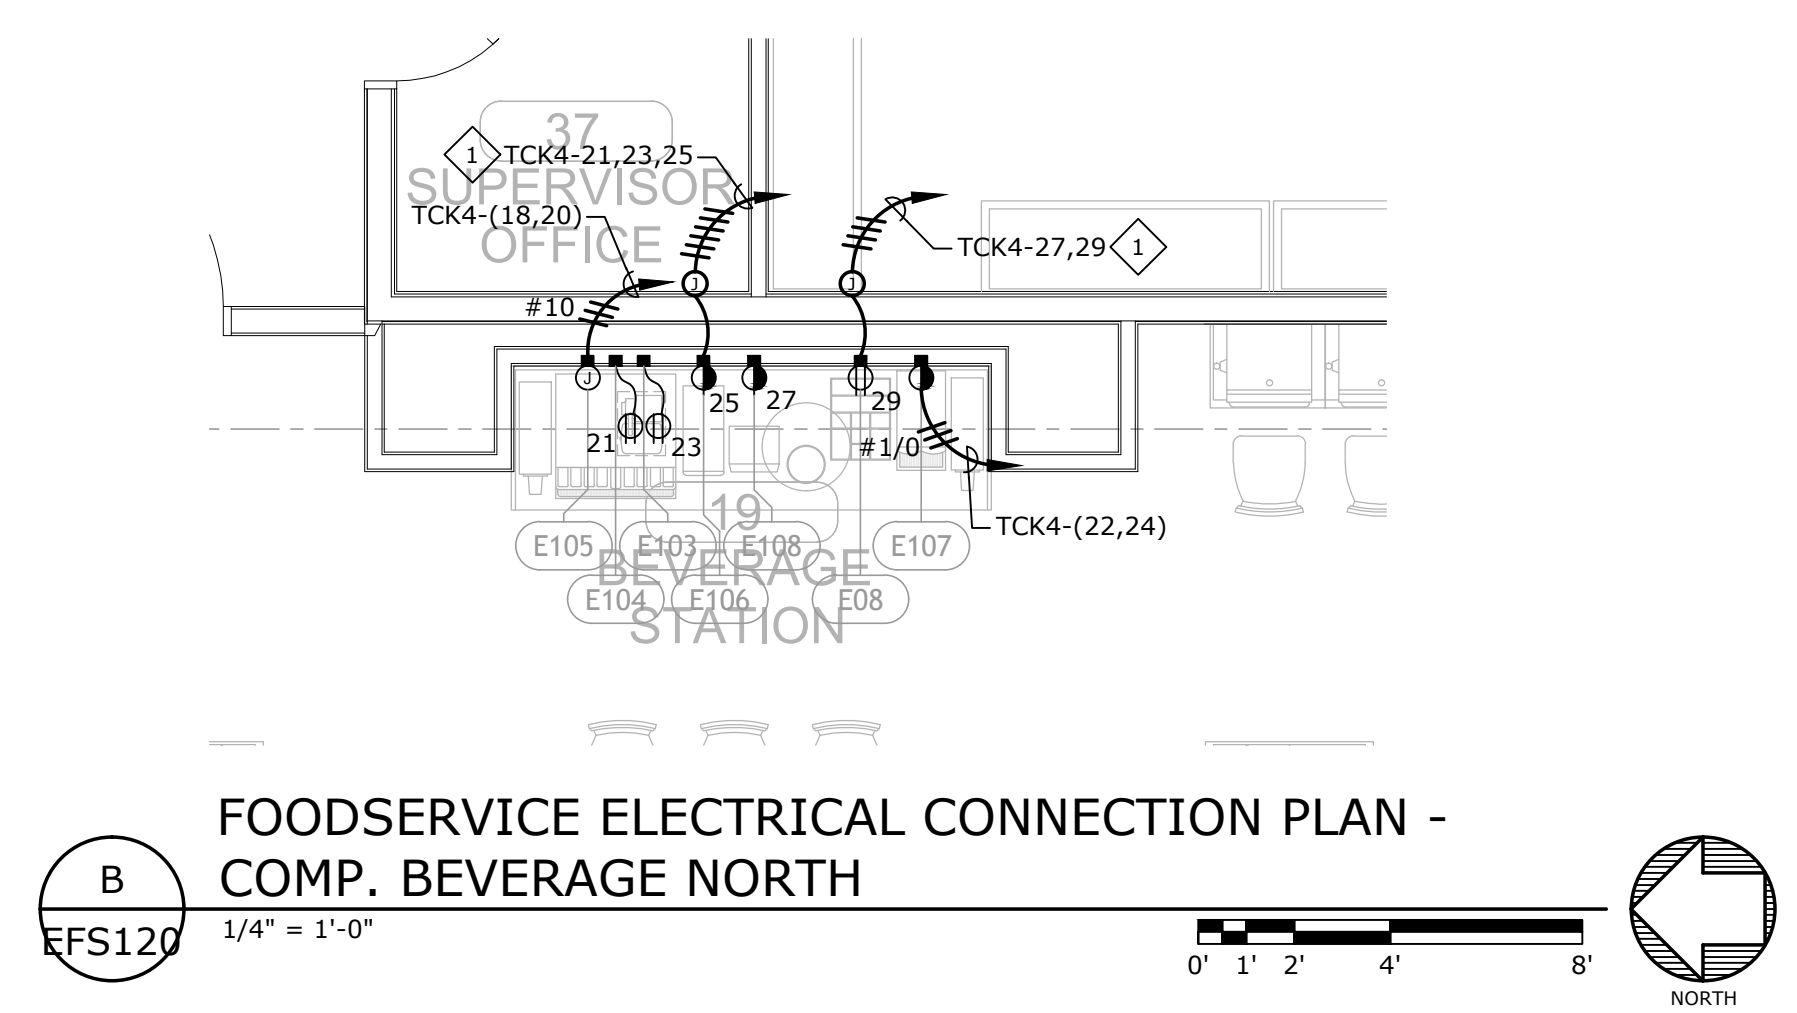 37
1
TCK4-21,23,25
SUPERVISOR
TCK4-(18,20)
OFFICE
TCK4-27,29
1
J
J
#10
J
25
27
29
21
23
#1/0
19
TCK4-(22,24)
E105
E103
E108
E107
BEVERAGE
E104
E106
E08
STATION
FOODSERVICE ELECTRICAL CONNECTION PLAN -
COMP. BEVERAGE NORTH
B
EFS120
1/4" = 1'-0"
0' 1' 2' 4' 8'
NORTH